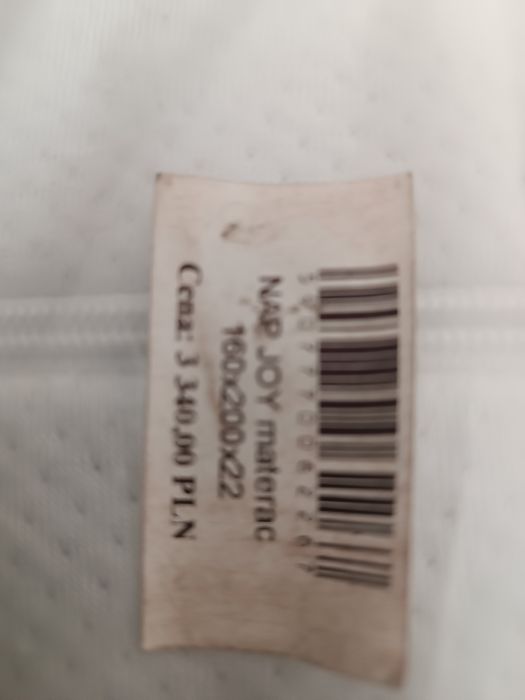 NAP JOY materac
160x200x22
Cena: 3 340,00 PLN